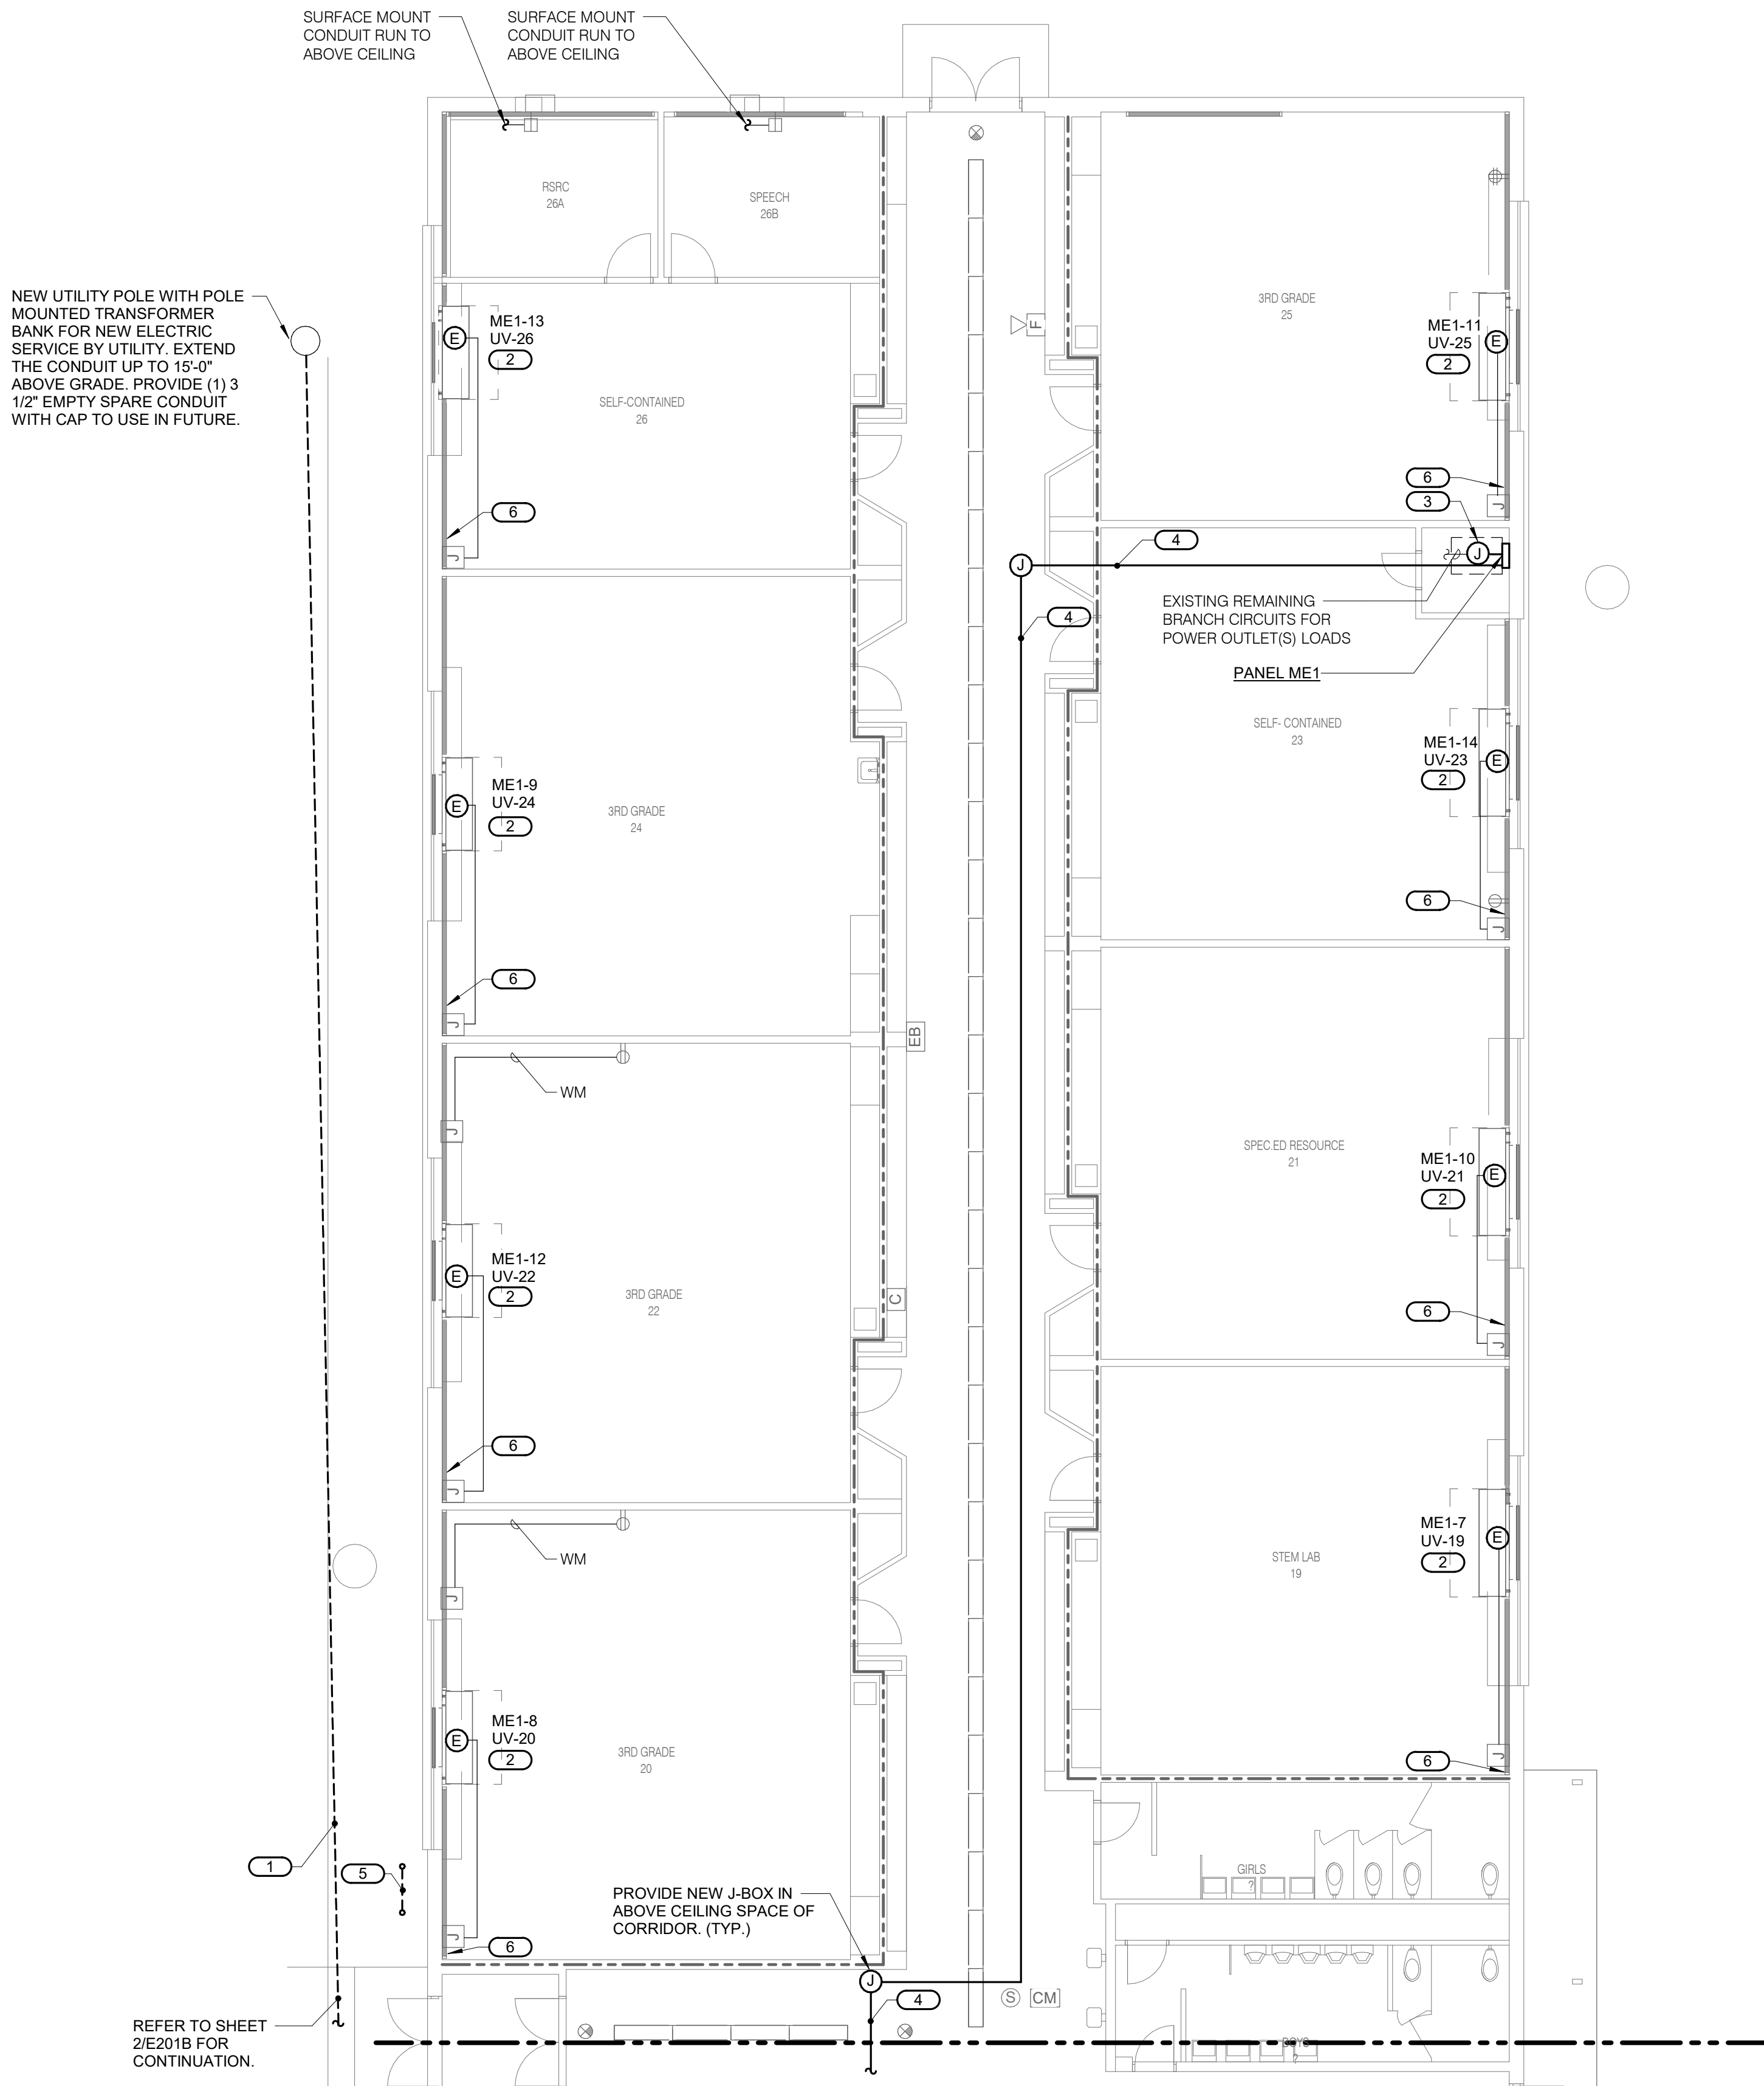 SURFACE MOUNT
CONDUIT RUN TO
ABOVE CEILING
SURFACE MOUNT
CONDUIT RUN TO
ABOVE CEILING
RSRC
26A
SPEECH
26B
NEW UTILITY POLE WITH POLE
MOUNTED TRANSFORMER
BANK FOR NEW ELECTRIC
SERVICE BY UTILITY. EXTEND
THE CONDUIT UP TO 15'-0"
ABOVE GRADE. PROVIDE (1) 3
1/2" EMPTY SPARE CONDUIT
WITH CAP TO USE IN FUTURE.
E
ME1-13
UV-26
2
SELF-CONTAINED
26
6
J
F
3RD GRADE
25
ME1-11
UV-25
2
E
6
3
J
4
J
J
4
EXISTING REMAINING
BRANCH CIRCUITS FOR
POWER OUTLET(S) LOADS
PANEL ME1
SELF- CONTAINED
23
ME1-14
UV-23
2
E
6
J
E
ME1-9
UV-24
2
3RD GRADE
24
6
J
EB
WM
J
SPEC.ED RESOURCE
21
ME1-10
UV-21
2
E
6
J
E
ME1-12
UV-22
2
3RD GRADE
22
C
6
J
WM
J
STEM LAB
19
ME1-7
UV-19
2
E
J
6
E
ME1-8
UV-20
2
3RD GRADE
20
1
5
J
6
PROVIDE NEW J-BOX IN
ABOVE CEILING SPACE OF
CORRIDOR. (TYP.)
J
4
S
CM
GIRLS
?
BOYS
?
REFER TO SHEET
2/E201B FOR
CONTINUATION.